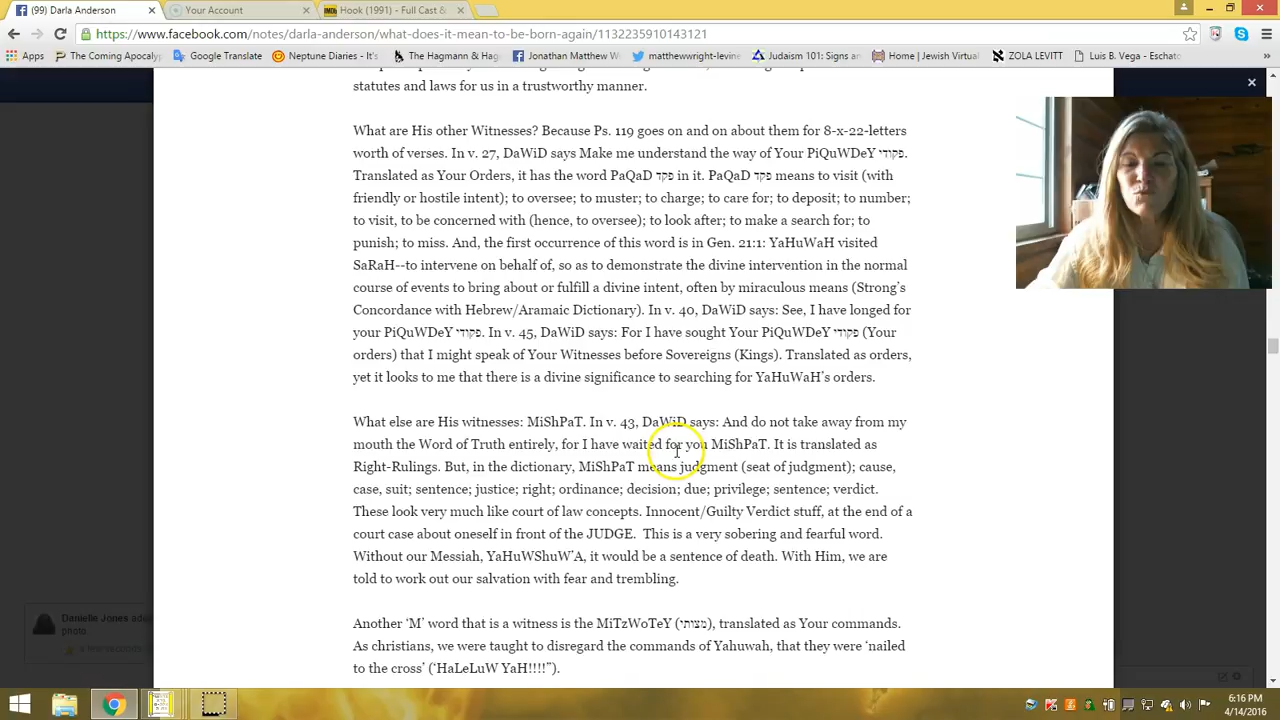 (99) Darla Anderson
Your Account
Hook (1991) - Full Cast &
https://www.facebook.com/notes/darla-anderson/what-does-it-mean-to-be-born-again/1132235910143121
Apps
The Coming Apocalyp
Google Translate
Neptune Diaries - It's
The Hagmann & Hag
Jonathan Matthew W
matthewwright-levine
Judaism 101: Signs an
Home | Jewish Virtual
ZOLA LEVITT
Luis B. Vega - Eschato
statutes and laws for us in a trustworthy manner.
What are His other Witnesses? Because Ps. 119 goes on and on about them for 8-x-22-letters
worth of verses. In v. 27, DaWiD says Make me understand the way of Your PiQuWDeY פקודי.
Translated as Your Orders, it has the word PaQaD פקד in it. PaQaD פקד means to visit (with
friendly or hostile intent); to oversee; to muster; to charge; to care for; to deposit; to number;
to visit, to be concerned with (hence, to oversee); to look after; to make a search for; to
punish; to miss. And, the first occurrence of this word is in Gen. 21:1: YaHuWaH visited
SaRaH--to intervene on behalf of, so as to demonstrate the divine intervention in the normal
course of events to bring about or fulfill a divine intent, often by miraculous means (Strong's
Concordance with Hebrew/Aramaic Dictionary). In v. 40, DaWiD says: See, I have longed for
your PiQuWDeY פקודי. In v. 45, DaWiD says: For I have sought Your PiQuWDeY פקודי (Your
orders) that I might speak of Your Witnesses before Sovereigns (Kings). Translated as orders,
yet it looks to me that there is a divine significance to searching for YaHuWaH's orders.
What else are His witnesses: MiShPaT. In v. 43, DaWiD says: And do not take away from my
mouth the Word of Truth entirely, for I have waited for you MiShPaT. It is translated as
Right-Rulings. But, in the dictionary, MiShPaT means judgment (seat of judgment); cause,
case, suit; sentence; justice; right; ordinance; decision; due; privilege; sentence; verdict.
These look very much like court of law concepts. Innocent/Guilty Verdict stuff, at the end of a
court case about oneself in front of the JUDGE. This is a very sobering and fearful word.
Without our Messiah, YaHuWShuW'A, it would be a sentence of death. With Him, we are
told to work out our salvation with fear and trembling.
Another 'M' word that is a witness is the MiTzWoTeY (מצותי), translated as Your commands.
As christians, we were taught to disregard the commands of Yahuwah, that they were 'nailed
to the cross' ('HaLeLuW YaH!!!!").
Danielle Jones
photo
6:16 PM
4/14/2016